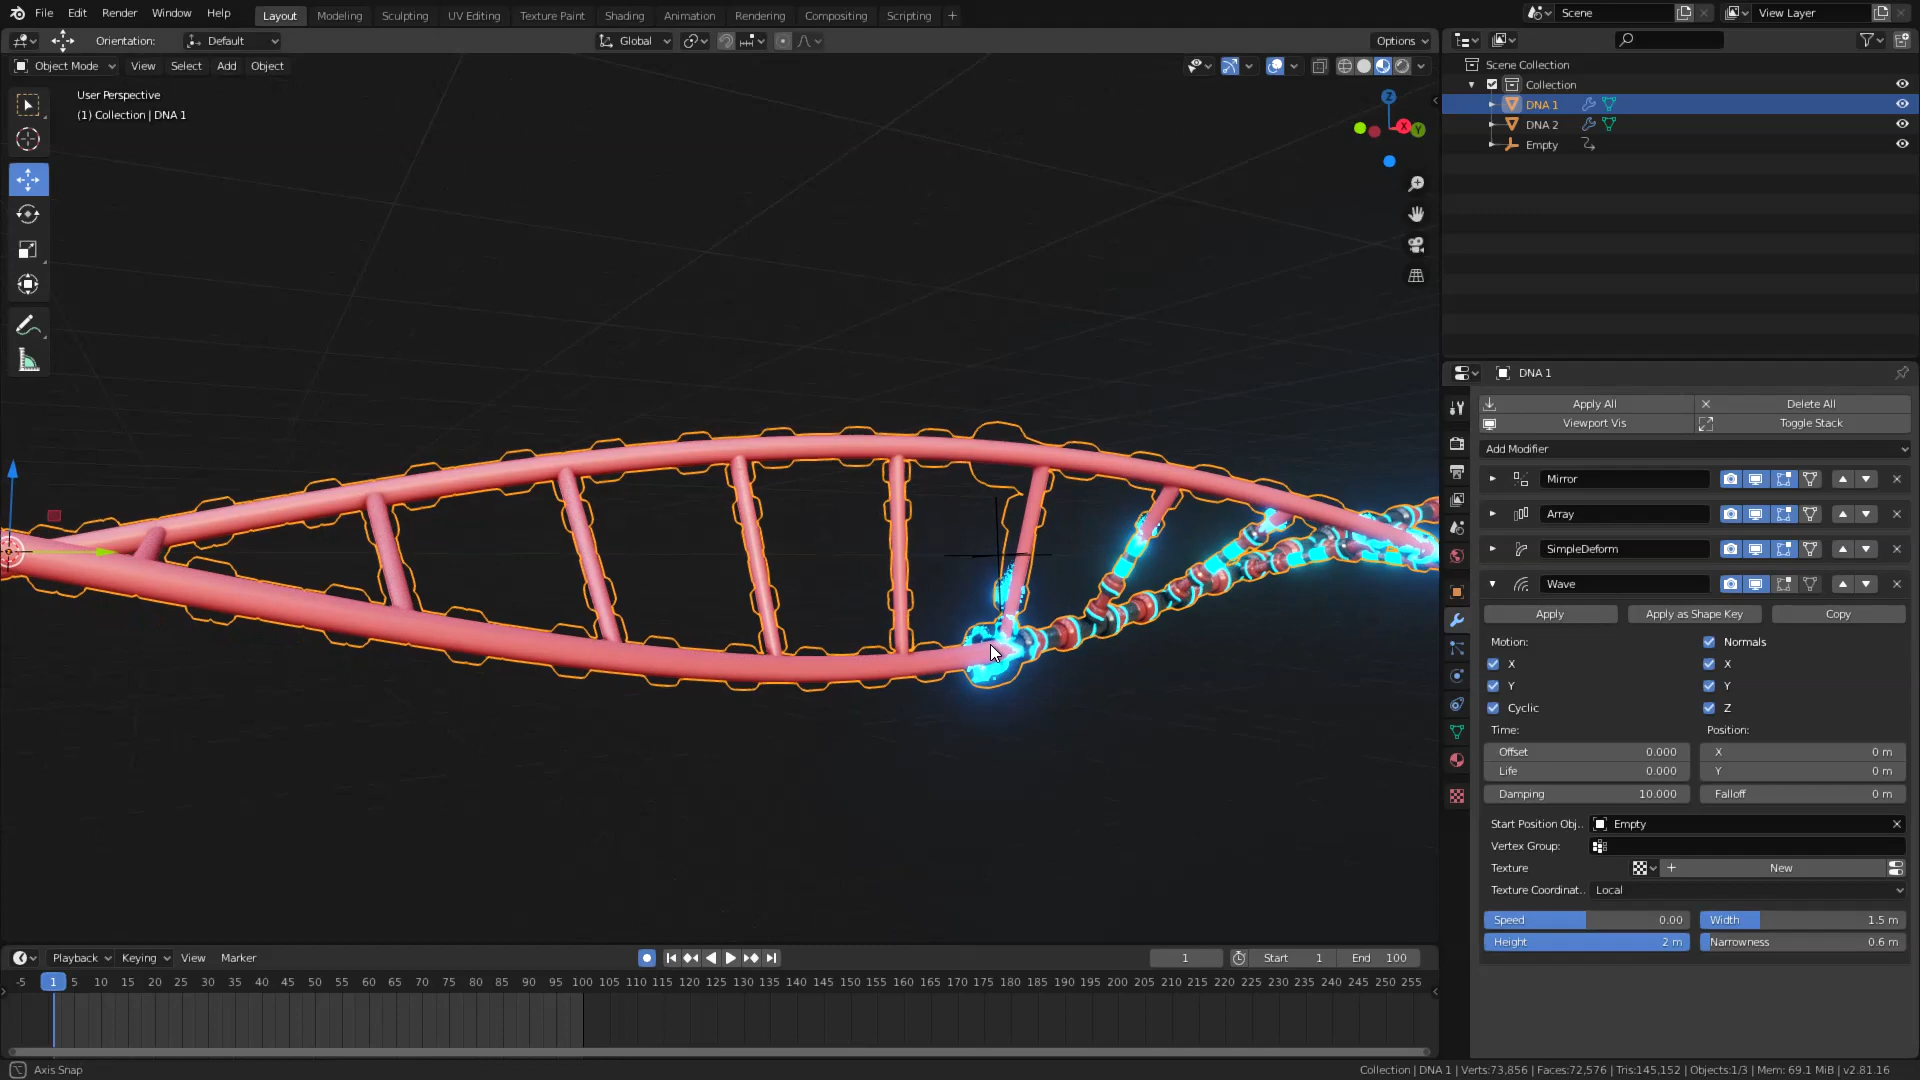 File Edit Render Window Help Layout Modeling Sculpting UV Editing Texture Paint Shading Animation Rendering Compositing Scripting + Scene View Layer
Orientation: Default Global Options
Object Mode View Select Add Object
User Perspective
(1) Collection | DNA 1
Z
X
Y
Scene Collection
Collection
DNA 1
DNA 2
Empty
DNA 1
Apply All Delete All
Viewport Vis Toggle Stack
Add Modifier
Mirror
Array
SimpleDeform
Wave
Apply Apply as Shape Key Copy
Motion: Normals
X X
Y Y
Cyclic Z
Time: Position:
Offset 0.000 X 0 m
Life 0.000 Y 0 m
Damping 10.000 Falloff 0 m
Start Position Obj.. Empty
Vertex Group:
Texture New
Texture Coordinat.. Local
Speed 0.00 Width 1.5 m
Height 2 m Narrowness 0.6 m
Playback Keying View Marker 1 Start 1 End 100
-5 1 5 10 15 20 25 30 35 40 45 50 55 60 65 70 75 80 85 90 95 100 105 110 115 120 125 130 135 140 145 150 155 160 165 170 175 180 185 190 195 200 205 210 215 220 225 230 235 240 245 250 255
Axis Snap Collection | DNA 1 | Verts:73,856 | Faces:72,576 | Tris:145,152 | Objects:1/3 | Mem: 69.1 MiB | v2.81.16